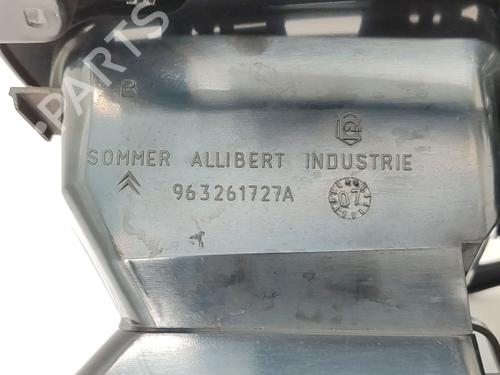 PARTS
B
SOMMER ALLIBERT INDUSTRIE
963261727A
07